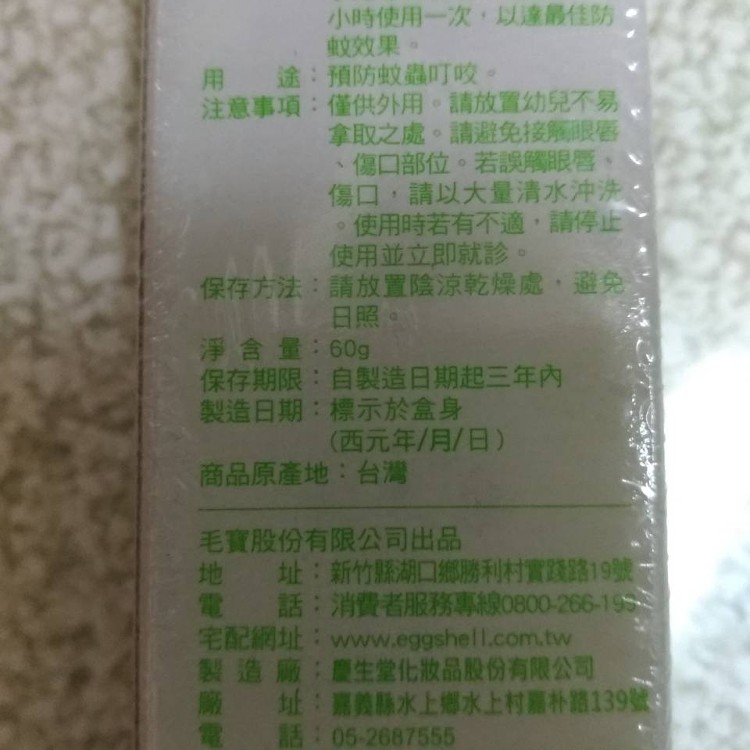 小時使用一次，以達最佳防
蚊效果。
用途：預防蚊蟲叮咬。
注意事項：僅供外用。請放置幼兒不易
拿取之處。請避免接觸眼唇
、傷口部位。若誤觸眼唇、
傷口，請以大量清水沖洗
。使用時若有不適，請停止
使用並立即就診。
保存方法：請放置陰涼乾燥處，避免
日照。
淨含量：60g
保存期限：自製造日期起三年內
製造日期：標示於盒身
(西元年/月/日)
商品原產地：台灣
毛寶股份有限公司出品
地址：新竹縣湖口鄉勝利村實踐路19號
電話：消費者服務專線0800-266-199
宅配網址：www.eggshell.com.tw
製造廠：慶生堂化妝品股份有限公司
廠址：嘉義縣水上鄉水上村嘉朴路139號
電話：05-2687555